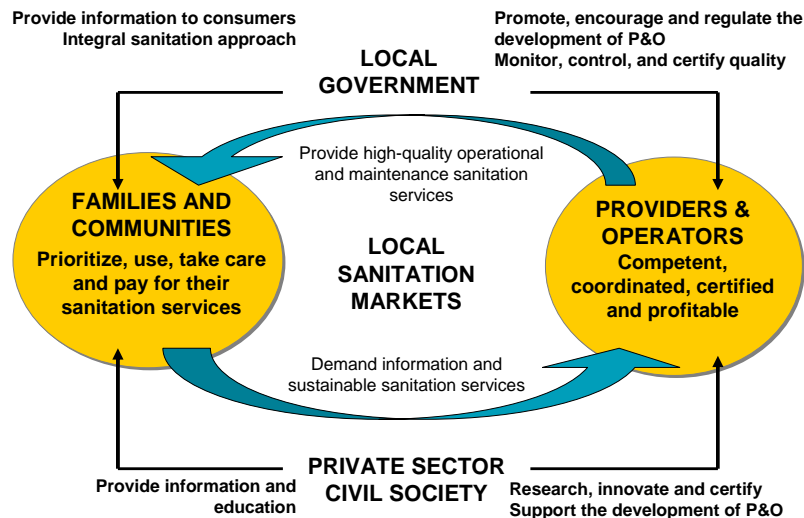 Provide information to consumers
Integral sanitation approach
Promote, encourage and regulate the
development of P&O
Monitor, control, and certify quality
LOCAL
GOVERNMENT
Provide high-quality operational
and maintenance sanitation
services
FAMILIES AND
COMMUNITIES
Prioritize, use, take care
and pay for their
sanitation services
LOCAL
SANITATION
MARKETS
PROVIDERS &
OPERATORS
Competent,
coordinated, certified
and profitable
Demand information and
sustainable sanitation services
Provide information and
education
PRIVATE SECTOR
CIVIL SOCIETY
Research, innovate and certify
Support the development of P&O